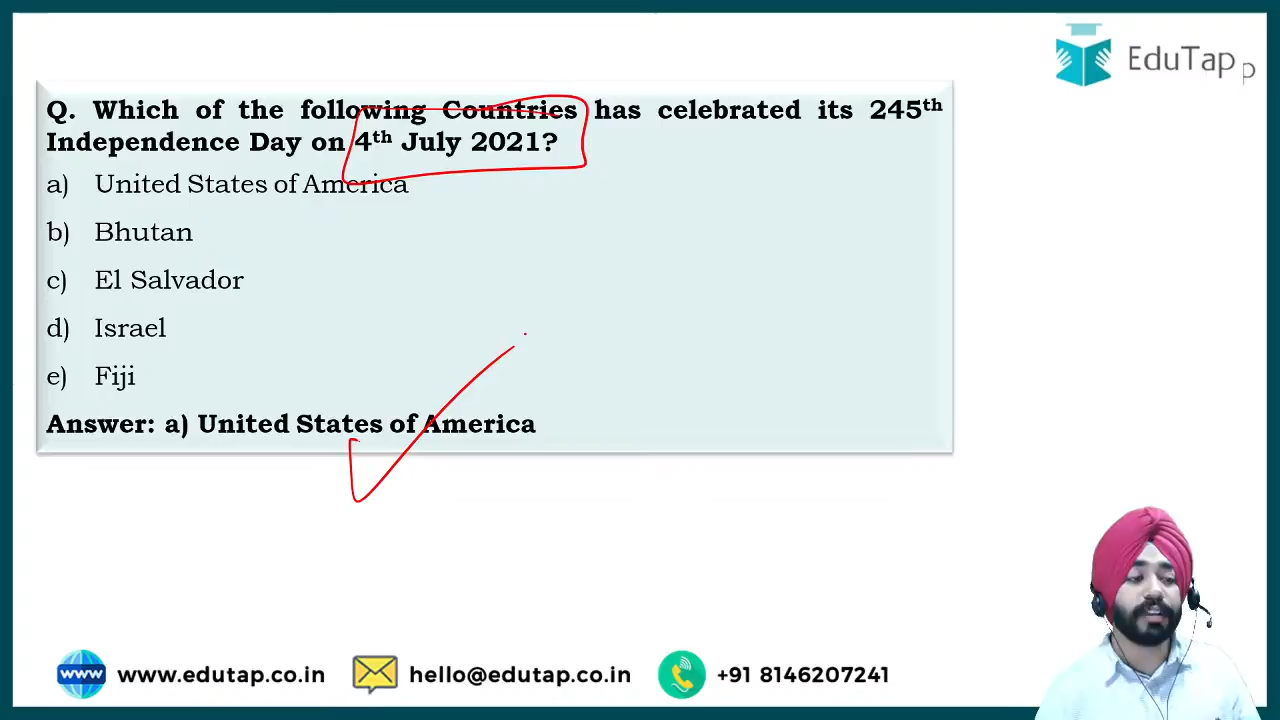 EduTap
p
Q. Which of the following Countries has celebrated its 245th
Independence Day on 4th July 2021?
a) United States of America
b) Bhutan
c) El Salvador
d) Israel
e) Fiji
Answer: a) United States of America
www www.edutap.co.in hello@edutap.co.in +91 8146207241